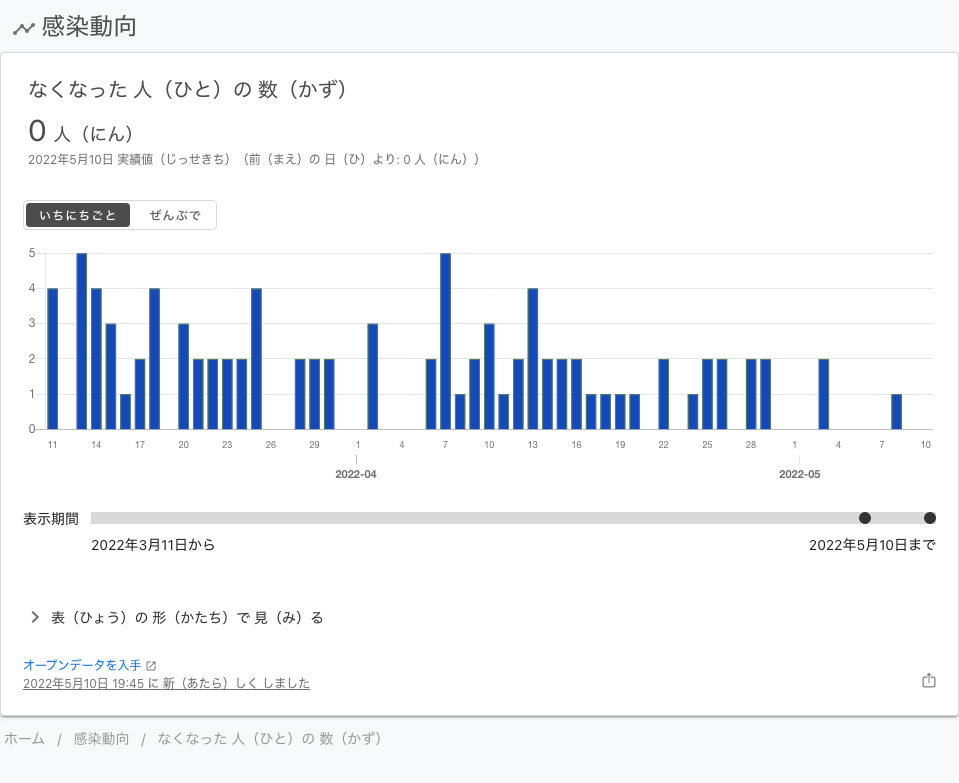 感染動向
なくなった 人（ひと）の 数（かず）
0 人（にん）
2022年5月10日 実績値（じっせきち）（前（まえ）の 日（ひ）より: 0 人（にん））
いちにちごと ぜんぶで
5
4
3
2
1
0
11 14 17 20 23 26 29 1 4 7 10 13 16 19 22 25 28 1 4 7 10
2022-04 2022-05
表示期間
2022年3月11日から 2022年5月10日まで
表（ひょう）の 形（かたち）で 見（み）る
オープンデータを入手
2022年5月10日 19:45 に 新（あたら）しく しました
ホーム / 感染動向 / なくなった 人（ひと）の 数（かず）